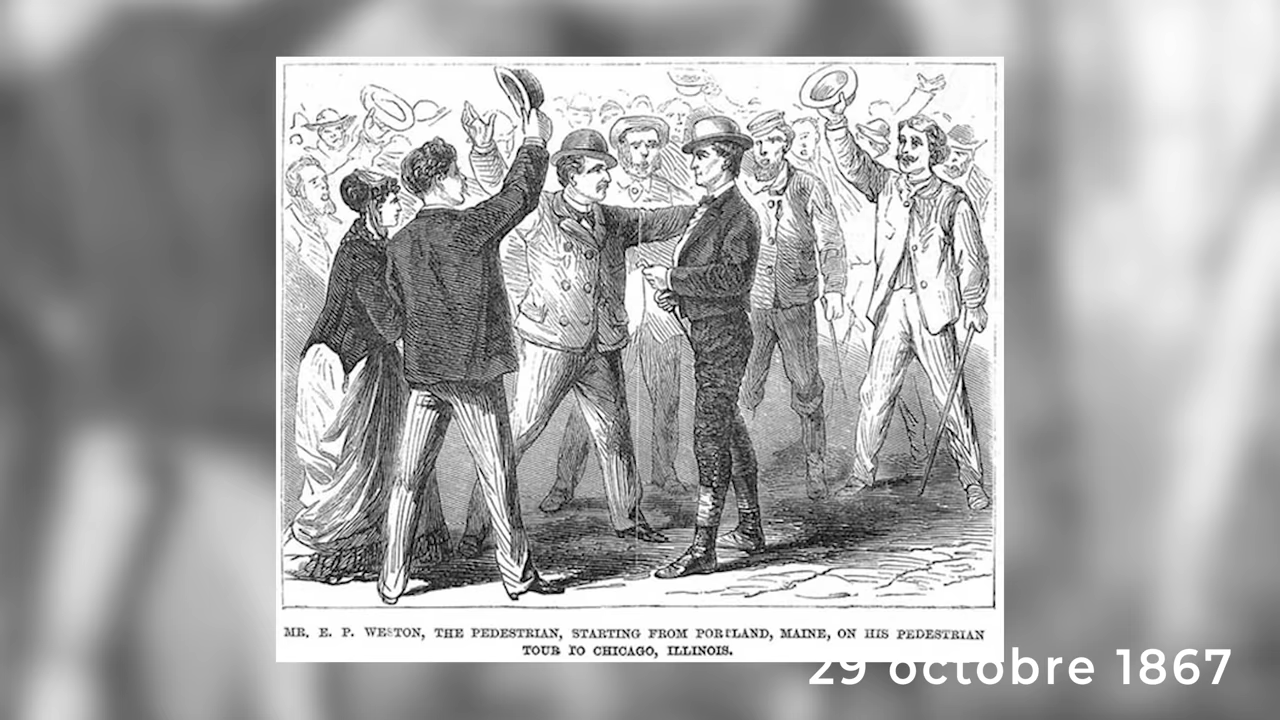 MR. E. P. WESTON, THE PEDESTRIAN, STARTING FROM PORTLAND, MAINE, ON HIS PEDESTRIAN
TOUR TO CHICAGO, ILLINOIS.
29 octobre 1867